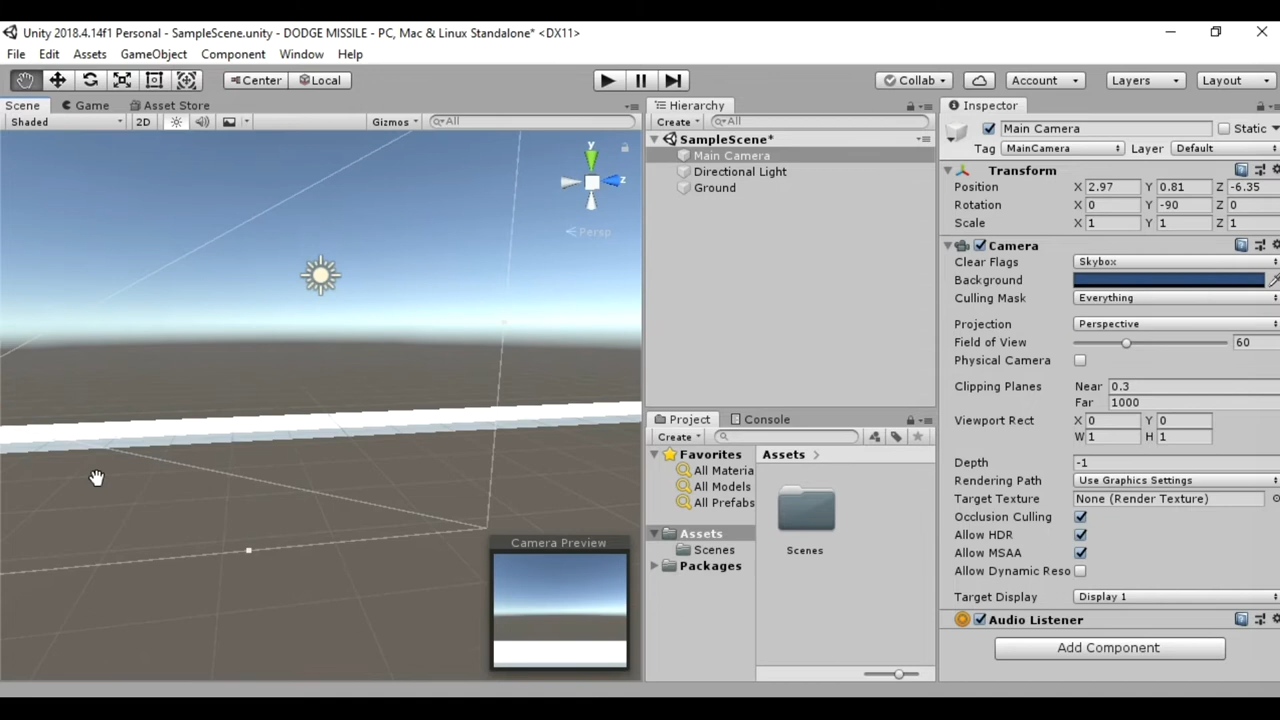 Unity 2018.4.14f1 Personal - SampleScene.unity - DODGE MISSILE - PC, Mac & Linux Standalone* <DX11>
File Edit Assets GameObject Component Window Help
Center Local Collab Account Layers Layout
Scene Game Asset Store
Shaded 2D Gizmos All
y
z
Persp
Camera Preview
Hierarchy
Create All
SampleScene*
Main Camera
Directional Light
Ground
Project Console
Create
Favorites
All Materia
All Models
All Prefabs
Assets
Scenes
Packages
Assets
Scenes
Inspector
Main Camera Static
Tag MainCamera Layer Default
Transform
Position X 2.97 Y 0.81 Z -6.35
Rotation X 0 Y -90 Z 0
Scale X 1 Y 1 Z 1
Camera
Clear Flags Skybox
Background
Culling Mask Everything
Projection Perspective
Field of View 60
Physical Camera
Clipping Planes Near 0.3
Far 1000
Viewport Rect X 0 Y 0
W 1 H 1
Depth -1
Rendering Path Use Graphics Settings
Target Texture None (Render Texture)
Occlusion Culling
Allow HDR
Allow MSAA
Allow Dynamic Reso
Target Display Display 1
Audio Listener
Add Component